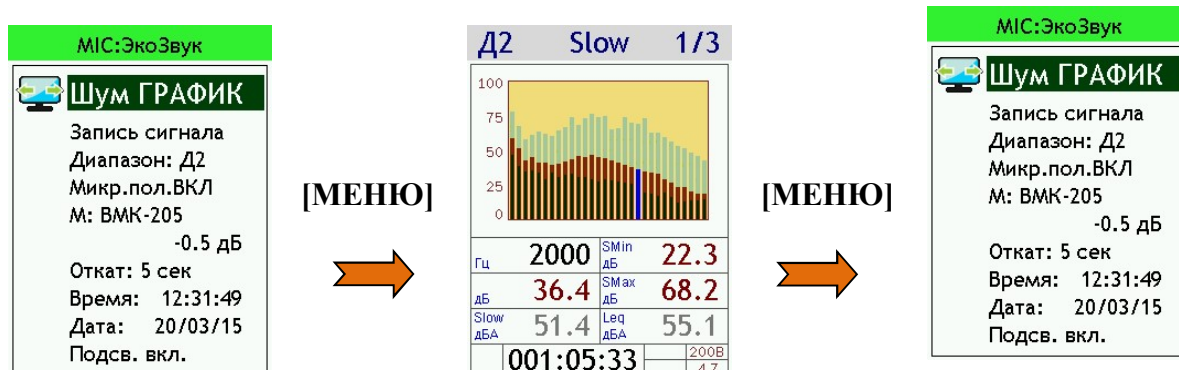 MIC:ЭкоЗвук
Шум ГРАФИК
Запись сигнала
Диапазон: Д2
Микр.пол.ВКЛ
М: ВМК-205
-0.5 дБ
Откат: 5 сек
Время: 12:31:49
Дата: 20/03/15
Подсв. вкл.
[МЕНЮ]
Д2 Slow 1/3
100
75
50
25
0
Гц 2000 SMin дБ 22.3
дБ 36.4 SMax дБ 68.2
Slow дБА 51.4 Leq дБА 55.1
001:05:33 200В
4.7
[МЕНЮ]
MIC:ЭкоЗвук
Шум ГРАФИК
Запись сигнала
Диапазон: Д2
Микр.пол.ВКЛ
М: ВМК-205
-0.5 дБ
Откат: 5 сек
Время: 12:31:49
Дата: 20/03/15
Подсв. вкл.